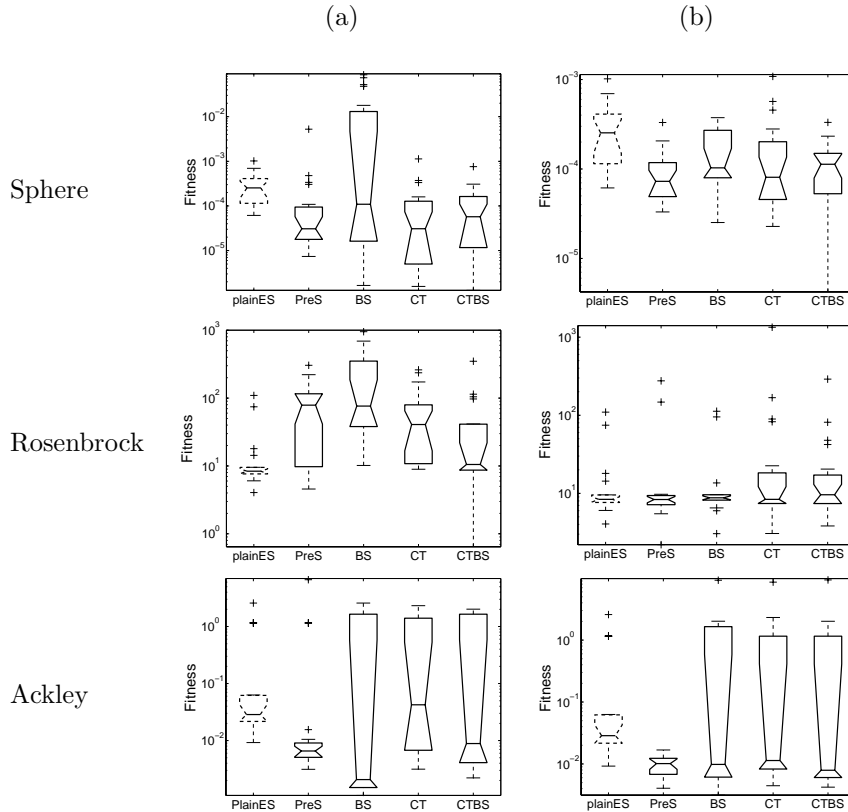 (a) (b)
Sphere
Fitness
10^-2
10^-3
10^-4
10^-5
plainES PreS BS CT CTBS
Fitness
10^-3
10^-4
10^-5
plainES PreS BS CT CTBS
Rosenbrock
Fitness
10^3
10^2
10^1
10^0
plainES PreS BS CT CTBS
Fitness
10^2
10^1
plainES PreS BS CT CTBS
Ackley
Fitness
10^0
10^-1
10^-2
PlainES PreS BS CT CTBS
Fitness
10^0
10^-1
10^-2
PlainES PreS BS CT CTBS